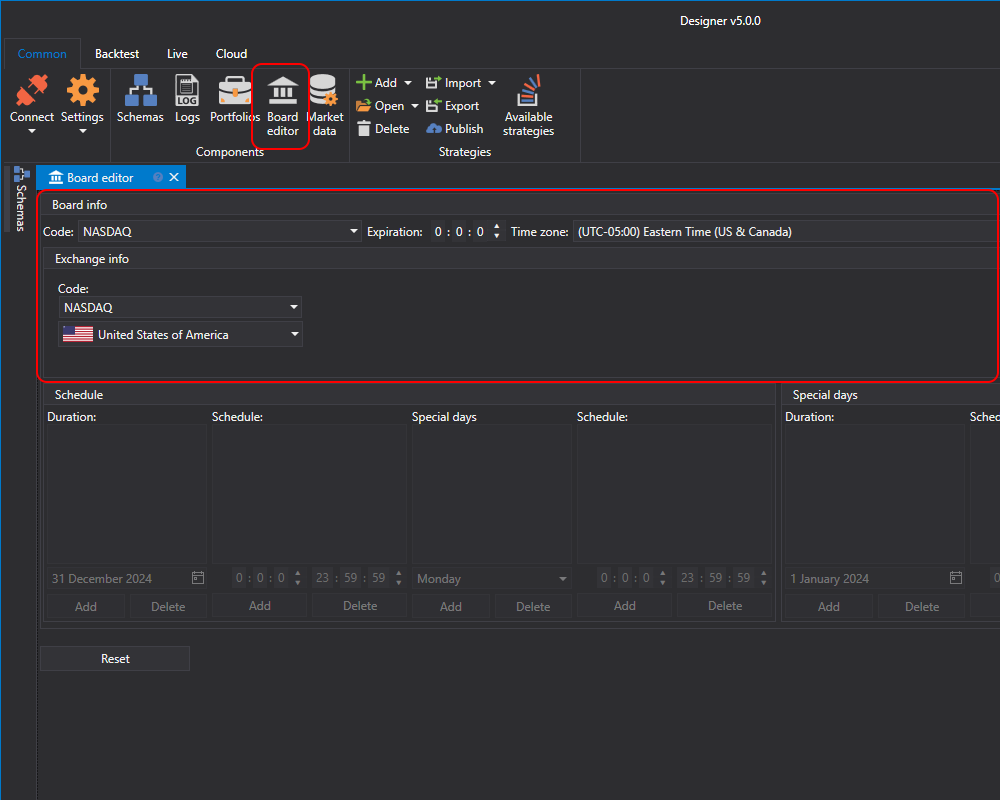 Designer v5.0.0
Common Backtest Live Cloud
Connect Settings Schemas LOG Logs Portfolios Board editor Market data
Components
Add Import
Open Export
Delete Publish
Available strategies
Strategies
Schemas
Board editor
Board info
Code: NASDAQ Expiration: 0 : 0 : 0 Time zone: (UTC-05:00) Eastern Time (US & Canada)
Exchange info
Code:
NASDAQ
United States of America
Schedule Special days
Duration: Schedule: Special days Schedule: Duration: Sched
31 December 2024 0 : 0 : 0 23 : 59 : 59 Monday 0 : 0 : 0 23 : 59 : 59 1 January 2024 0
Add Delete Add Delete Add Delete Add Delete Add Delete
Reset